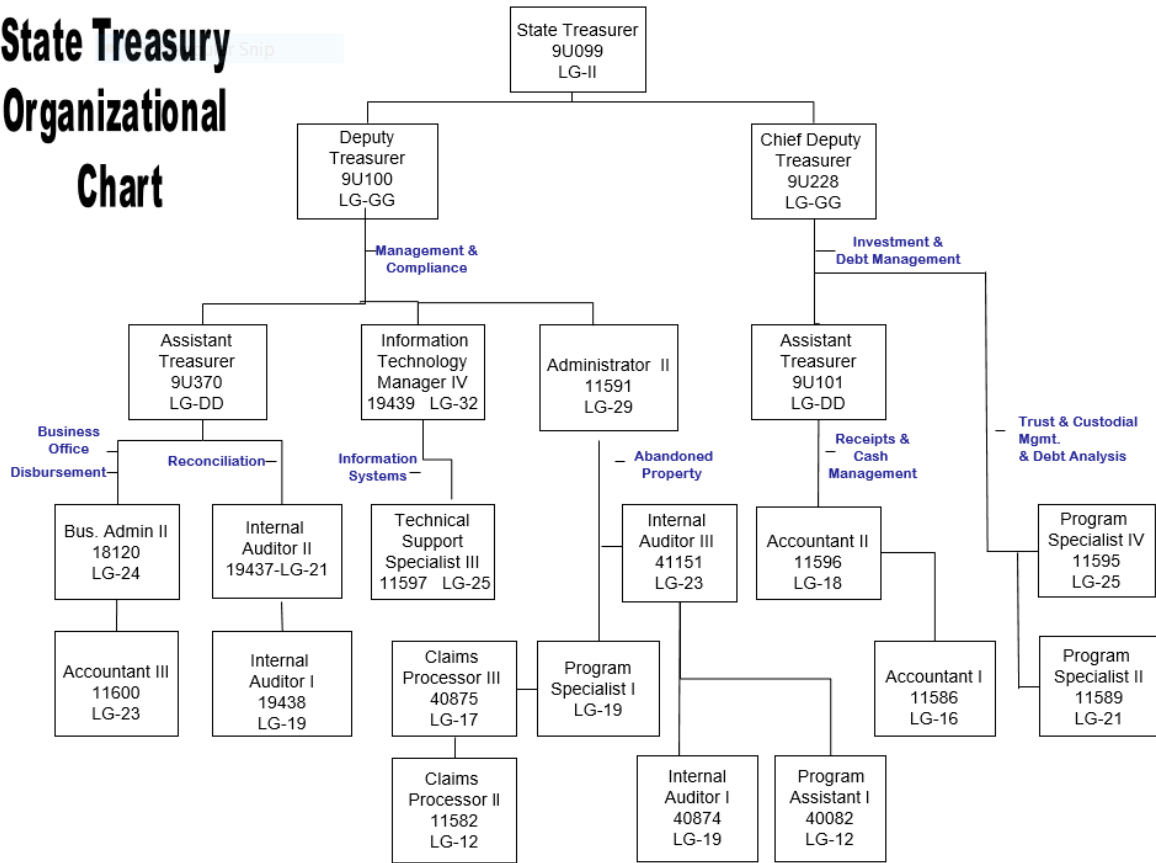 State Treasury
Organizational
Chart
Snip
State Treasurer
9U099
LG-II
Deputy
Treasurer
9U100
LG-GG
Chief Deputy
Treasurer
9U228
LG-GG
Management &
Compliance
Investment &
Debt Management
Assistant
Treasurer
9U370
LG-DD
Information
Technology
Manager IV
19439 LG-32
Administrator II
11591
LG-29
Assistant
Treasurer
9U101
LG-DD
Business
Office
Disbursement
Reconciliation
Information
Systems
Abandoned
Property
Receipts &
Cash
Management
Trust & Custodial
Mgmt.
& Debt Analysis
Bus. Admin II
18120
LG-24
Internal
Auditor II
19437-LG-21
Technical
Support
Specialist III
11597 LG-25
Internal
Auditor III
41151
LG-23
Accountant II
11596
LG-18
Program
Specialist IV
11595
LG-25
Accountant III
11600
LG-23
Internal
Auditor I
19438
LG-19
Claims
Processor III
40875
LG-17
Program
Specialist I
LG-19
Accountant I
11586
LG-16
Program
Specialist II
11589
LG-21
Claims
Processor II
11582
LG-12
Internal
Auditor I
40874
LG-19
Program
Assistant I
40082
LG-12